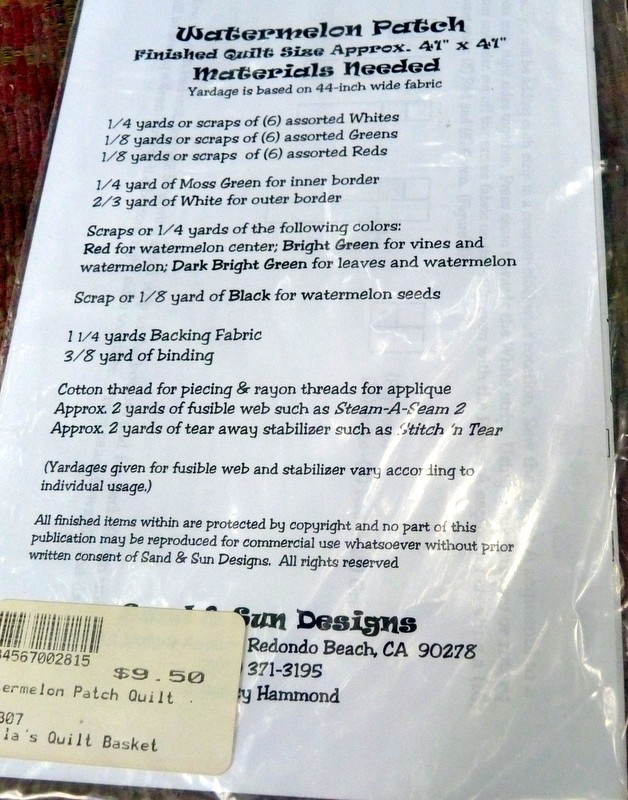 Watermelon Patch
Finished Quilt Size Approx. 41" x 41"
Materials Needed
Yardage is based on 44-inch wide fabric
1/4 yards or scraps of (6) assorted Whites
1/8 yards or scraps of (6) assorted Greens
1/8 yards or scraps of (6) assorted Reds
1/4 yard of Moss Green for inner border
2/3 yard of White for outer border
Scraps or 1/4 yards of the following colors:
Red for watermelon center; Bright Green for vines and
watermelon; Dark Bright Green for leaves and watermelon
Scrap or 1/8 yard of Black for watermelon seeds
1 1/4 yards Backing Fabric
3/8 yard of binding
Cotton thread for piecing & rayon threads for applique
Approx. 2 yards of fusible web such as Steam-A-Seam 2
Approx. 2 yards of tear away stabilizer such as Stitch 'n Tear
(Yardages given for fusible web and stabilizer vary according to
individual usage.)
All finished items within are protected by copyright and no part of this
publication may be reproduced for commercial use whatsoever without prior
written consent of Sand & Sun Designs. All rights reserved
Sun Designs
Redondo Beach, CA 90278
) 371-3195
y Hammond
4567002815
$9.50
ermelon Patch Quilt
307
ia's Quilt Basket